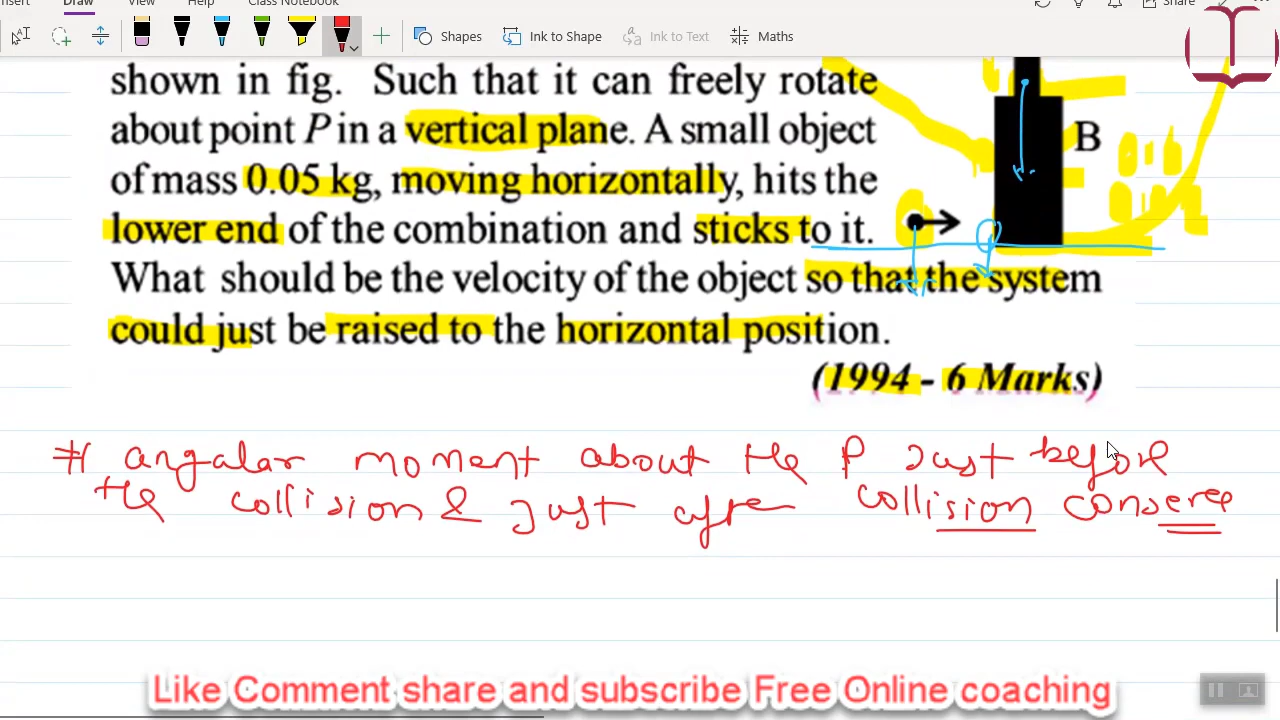 Draw View Help Class Notebook Share
Shapes Ink to Shape Ink to Text Maths
shown in fig. Such that it can freely rotate
about point P in a vertical plane. A small object
B
of mass 0.05 kg, moving horizontally, hits the
lower end of the combination and sticks to it.
What should be the velocity of the object so that the system
could just be raised to the horizontal position.
(1994 - 6 Marks)
# angular moment about the P Just before
the collision & Just after collision conserve
Like Comment share and subscribe Free Online coaching